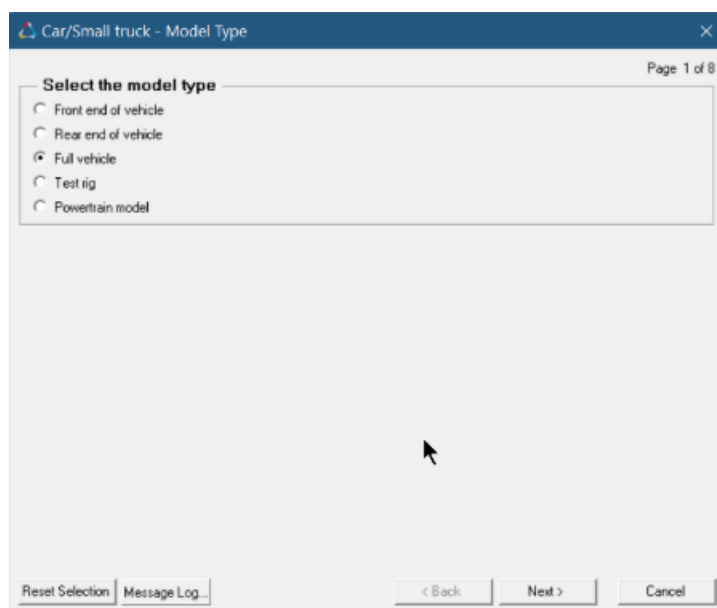 Car/Small truck - Model Type
Page 1 of 8
Select the model type
Front end of vehicle
Rear end of vehicle
Full vehicle
Test rig
Powertrain model
Reset Selection Message Log... < Back Next > Cancel